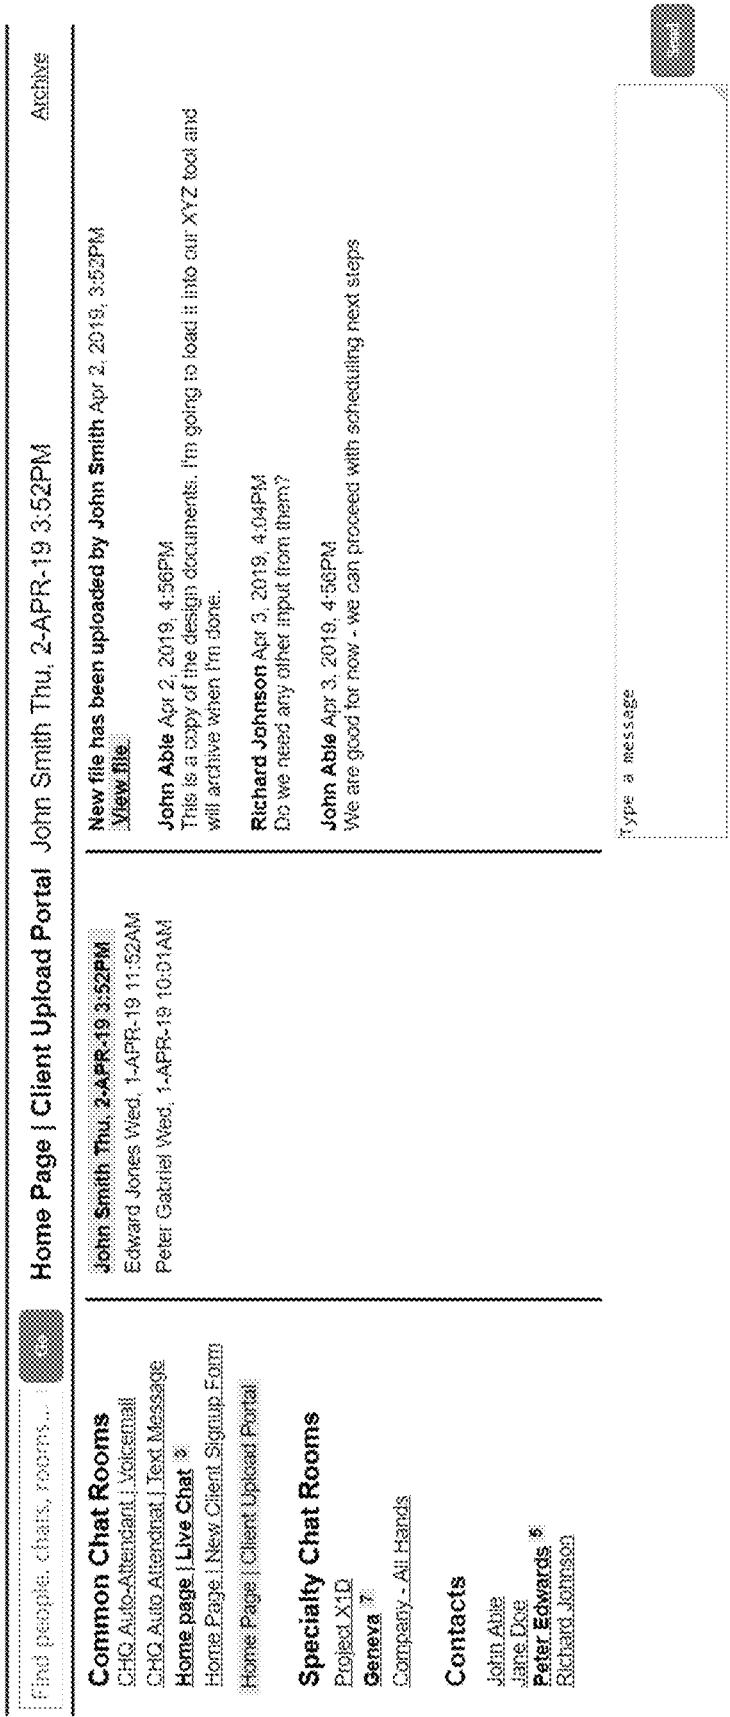 Find people, chats, rooms...
Home Page | Client Upload Portal John Smith Thu, 2-APR-19 3:52PM
Archive
Common Chat Rooms
CHQ Auto-Attendant | Voicemail
CHQ Auto Attendnat | Text Message
Home page | Live Chat
Home Page | New Client Signup Form
Home Page | Client Upload Portal
Specialty Chat Rooms
Project X1D
Geneva 7
Company - All Hands
Contacts
John Able
Jane Doe
Peter Edwards 5
Richard Johnson
John Smith Thu, 2-APR-19 3:52PM
Edward Jones Wed, 1-APR-19 11:52AM
Peter Gabriel Wed, 1-APR-19 10:01AM
New file has been uploaded by John Smith Apr 2, 2019, 3:52PM
View file.
John Able Apr 2, 2019, 4:56PM
This is a copy of the design documents. I'm going to load it into our XYZ tool and
will archive when I'm done.
Richard Johnson Apr 3, 2019, 4:04PM
Do we need any other input from them?
John Able Apr 3, 2019, 4:56PM
We are good for now - we can proceed with scheduling next steps
Type a message